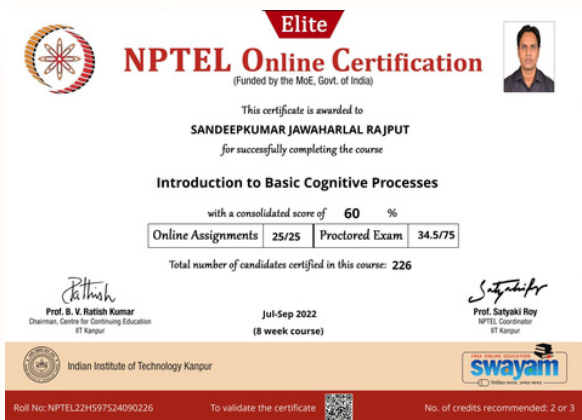 Elite
NPTEL Online Certification
(Funded by the MoE, Govt. of India)
This certificate is awarded to
SANDEEPKUMAR JAWAHARLAL RAJPUT
for successfully completing the course
Introduction to Basic Cognitive Processes
with a consolidated score of 60 %
Online Assignments 25/25 Proctored Exam 34.5/75
Total number of candidates certified in this course: 226
Prof. B. V. Ratish Kumar
Chairman, Centre for Continuing Education
IIT Kanpur
Jul-Sep 2022
(8 week course)
Prof. Satyaki Roy
NPTEL Coordinator
IIT Kanpur
Indian Institute of Technology Kanpur
FREE ONLINE EDUCATION
swayam
शिक्षित भारत, उन्नत भारत
Roll No: NPTEL22HS97S24090226
To validate the certificate
No. of credits recommended: 2 or 3